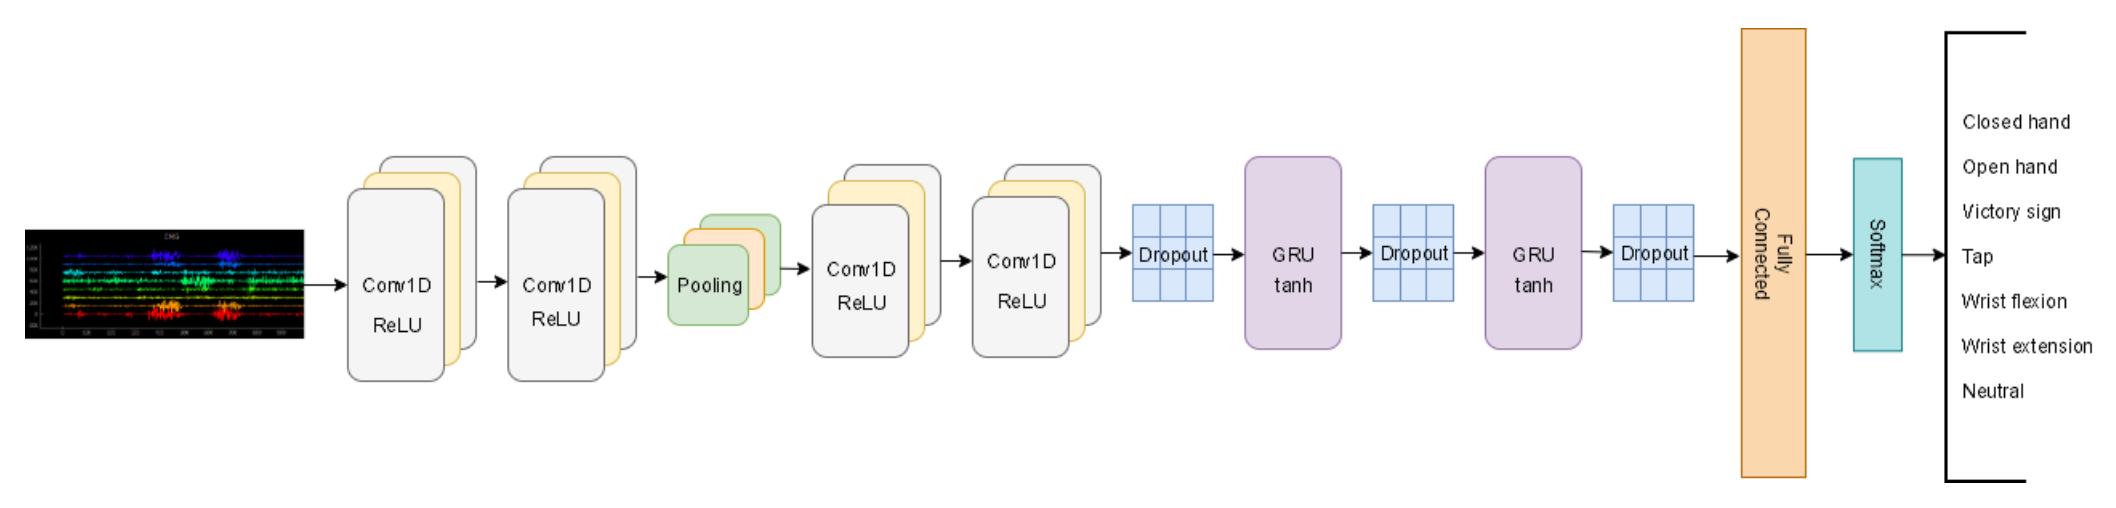 EMG
Conv1D
ReLU
Conv1D
ReLU
Pooling
Conv1D
ReLU
Conv1D
ReLU
Dropout
GRU
tanh
Dropout
GRU
tanh
Dropout
Fully
Connected
Softmax
Closed hand
Open hand
Victory sign
Tap
Wrist flexion
Wrist extension
Neutral